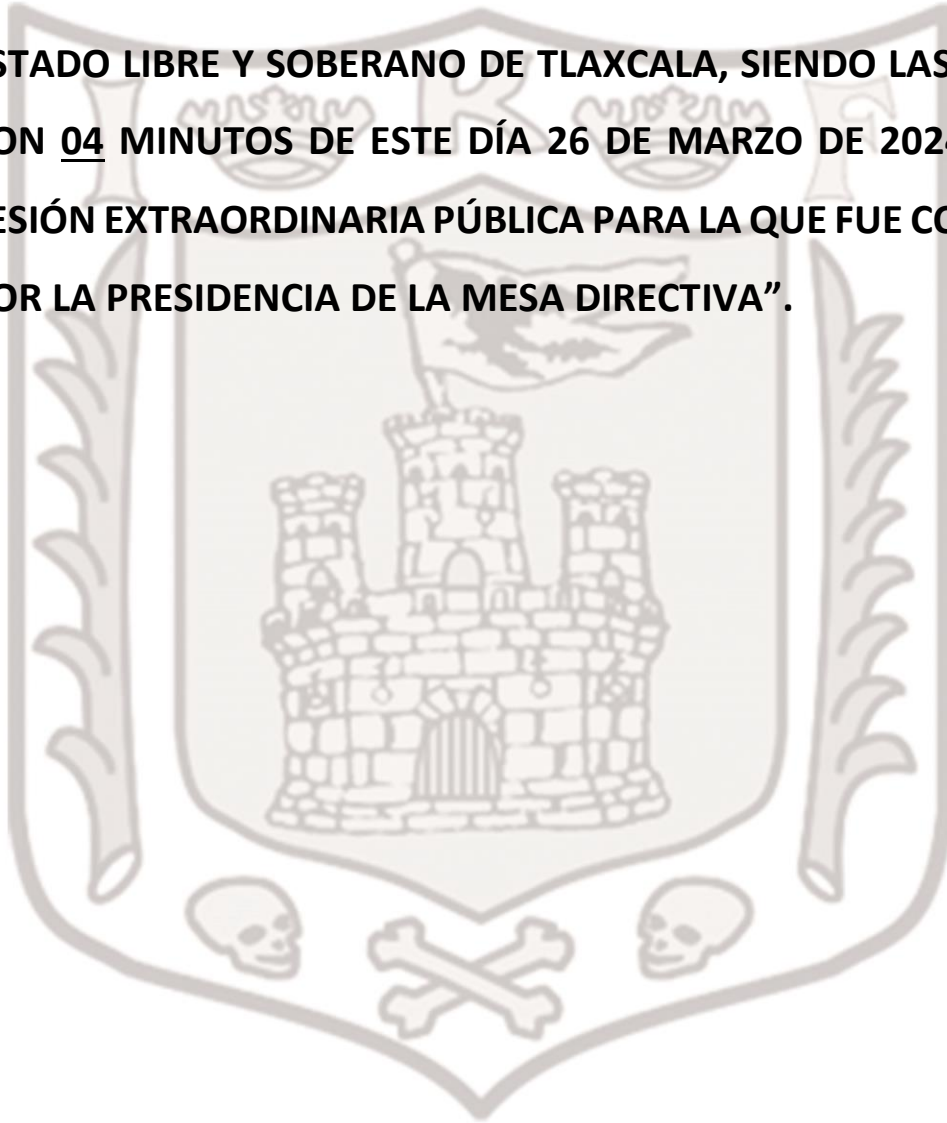 STADO LIBRE Y SOBERANO DE TLAXCALA, SIENDO LAS
ON 04 MINUTOS DE ESTE DÍA 26 DE MARZO DE 202
ESIÓN EXTRAORDINARIA PÚBLICA PARA LA QUE FUE CO
OR LA PRESIDENCIA DE LA MESA DIRECTIVA”.
I K F